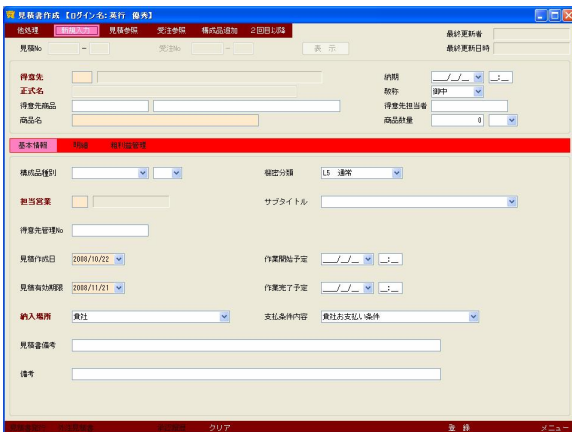 見積書作成 【ログイン名:英行 優秀】
他処理 新規入力 見積参照 受注参照 構成品追加 2回目以降 最終更新者
見積No - 受注No - 表 示 最終更新日時
得意先 納期 __/_/_ _:_
正式名 敬称 御中
得意先商品 得意先担当者
商品名 商品数量 0
基本情報 明細 粗利益管理
構成品種別 機密分類 L5 通常
担当営業 サブタイトル
得意先管理No
見積作成日 2008/10/22 作業開始予定 __/_/_ _:_
見積有効期限 2008/11/21 作業完了予定 __/_/_ _:_
納入場所 貴社 支払条件内容 貴社お支払い条件
見積書備考
備考
クリア 登 録 メニュー